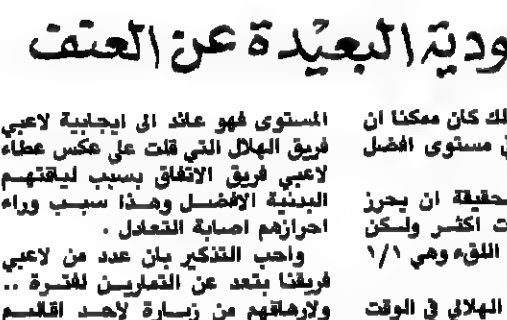 ودية البعيدة عن العنف
لك كان ممكنا ان
ي مستوى افضل
حقيقة ان يحرز
ت اكثر ولكن
اللقء وهي ١/١
الهلالي في الوقت
المستوى فهو عائد الى ايجابية لاعبي
فريق الهلال التي قلت على عكس عطاء
لاعبي فريق الاتفاق بسبب لياقتهم
البدنية الافضل وهذا سبب وراء
احرازهم اصابة التعادل .
واحب التذكير بان عدد من لاعبي
فريقنا بتعد عن التمارين لفترة ..
ولارهاقهم من زيارة لاحد اقاليم